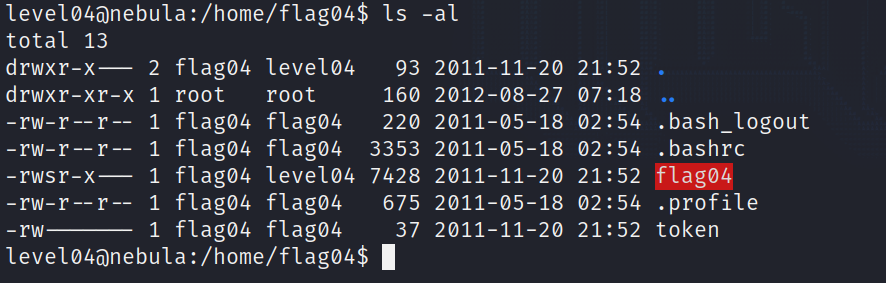 level04@nebula:/home/flag04$ ls -al
total 13
drwxr-x--- 2 flag04 level04   93 2011-11-20 21:52 .
drwxr-xr-x 1 root   root     160 2012-08-27 07:18 ..
-rw-r--r-- 1 flag04 flag04   220 2011-05-18 02:54 .bash_logout
-rw-r--r-- 1 flag04 flag04  3353 2011-05-18 02:54 .bashrc
-rwsr-x--- 1 flag04 level04 7428 2011-11-20 21:52 flag04
-rw-r--r-- 1 flag04 flag04   675 2011-05-18 02:54 .profile
-rw------- 1 flag04 flag04    37 2011-11-20 21:52 token
level04@nebula:/home/flag04$